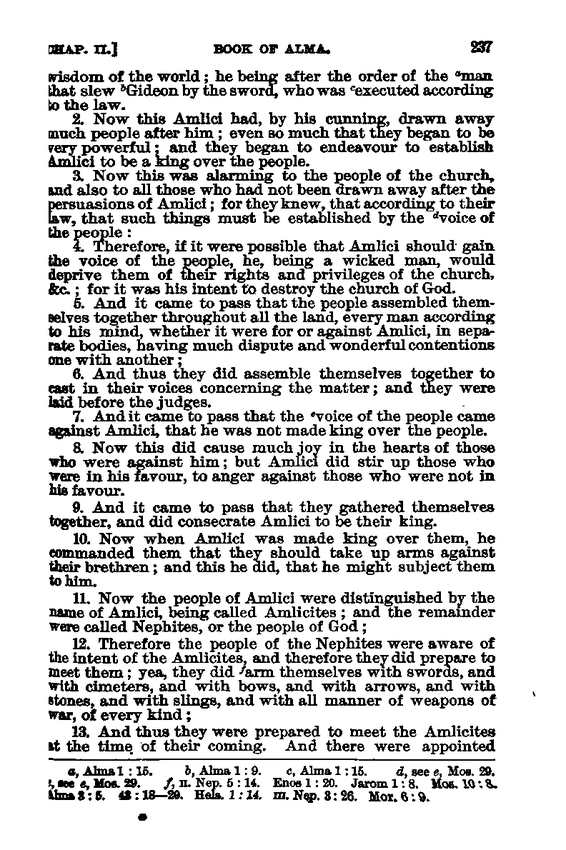 CHAP. II.] BOOK OF ALMA. 237
wisdom of the world; he being after the order of the ᵃman
that slew ᵇGideon by the sword, who was ᶜexecuted according
to the law.
2. Now this Amlici had, by his cunning, drawn away
much people after him; even so much that they began to be
very powerful; and they began to endeavour to establish
Amlici to be a king over the people.
3. Now this was alarming to the people of the church,
and also to all those who had not been drawn away after the
persuasions of Amlici; for they knew, that according to their
law, that such things must be established by the ᵈvoice of
the people:
4. Therefore, if it were possible that Amlici should gain
the voice of the people, he, being a wicked man, would
deprive them of their rights and privileges of the church,
&c.; for it was his intent to destroy the church of God.
5. And it came to pass that the people assembled them-
selves together throughout all the land, every man according
to his mind, whether it were for or against Amlici, in sepa-
rate bodies, having much dispute and wonderful contentions
one with another;
6. And thus they did assemble themselves together to
cast in their voices concerning the matter; and they were
laid before the judges.
7. And it came to pass that the ᵉvoice of the people came
against Amlici, that he was not made king over the people.
8. Now this did cause much joy in the hearts of those
who were against him; but Amlici did stir up those who
were in his favour, to anger against those who were not in
his favour.
9. And it came to pass that they gathered themselves
together, and did consecrate Amlici to be their king.
10. Now when Amlici was made king over them, he
commanded them that they should take up arms against
their brethren; and this he did, that he might subject them
to him.
11. Now the people of Amlici were distinguished by the
name of Amlici, being called Amlicites; and the remainder
were called Nephites, or the people of God;
12. Therefore the people of the Nephites were aware of
the intent of the Amlicites, and therefore they did prepare to
meet them; yea, they did ᶠarm themselves with swords, and
with cimeters, and with bows, and with arrows, and with
stones, and with slings, and with all manner of weapons of
war, of every kind;
13. And thus they were prepared to meet the Amlicites
at the time of their coming. And there were appointed
a, Alma 1:15. b, Alma 1:9. c, Alma 1:15. d, see e, Mos. 29.
e, see e, Mos. 29. f, II. Nep. 5:14. Enos 1:20. Jarom 1:8. Mos. 10:8.
Alma 3:5. 43:18—20. Hela. 1:14. III. Nep. 3:26. Mor. 6:9.